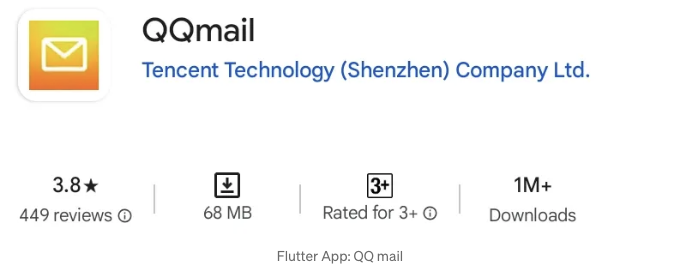 QQmail
Tencent Technology (Shenzhen) Company Ltd.
3.8★
449 reviews
68 MB
3+
Rated for 3+
1M+
Downloads
Flutter App: QQ mail